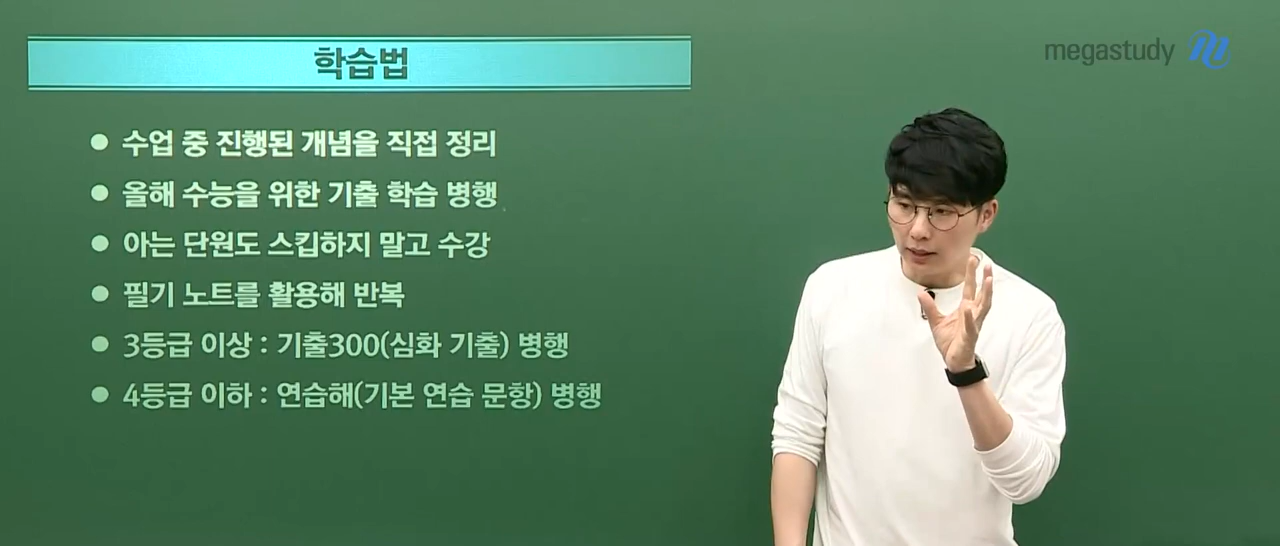 학습법
megastudy
수업 중 진행된 개념을 직접 정리
올해 수능을 위한 기출 학습 병행
아는 단원도 스킵하지 말고 수강
필기 노트를 활용해 반복
3등급 이상 : 기출300(심화 기출) 병행
4등급 이하 : 연습해(기본 연습 문항) 병행